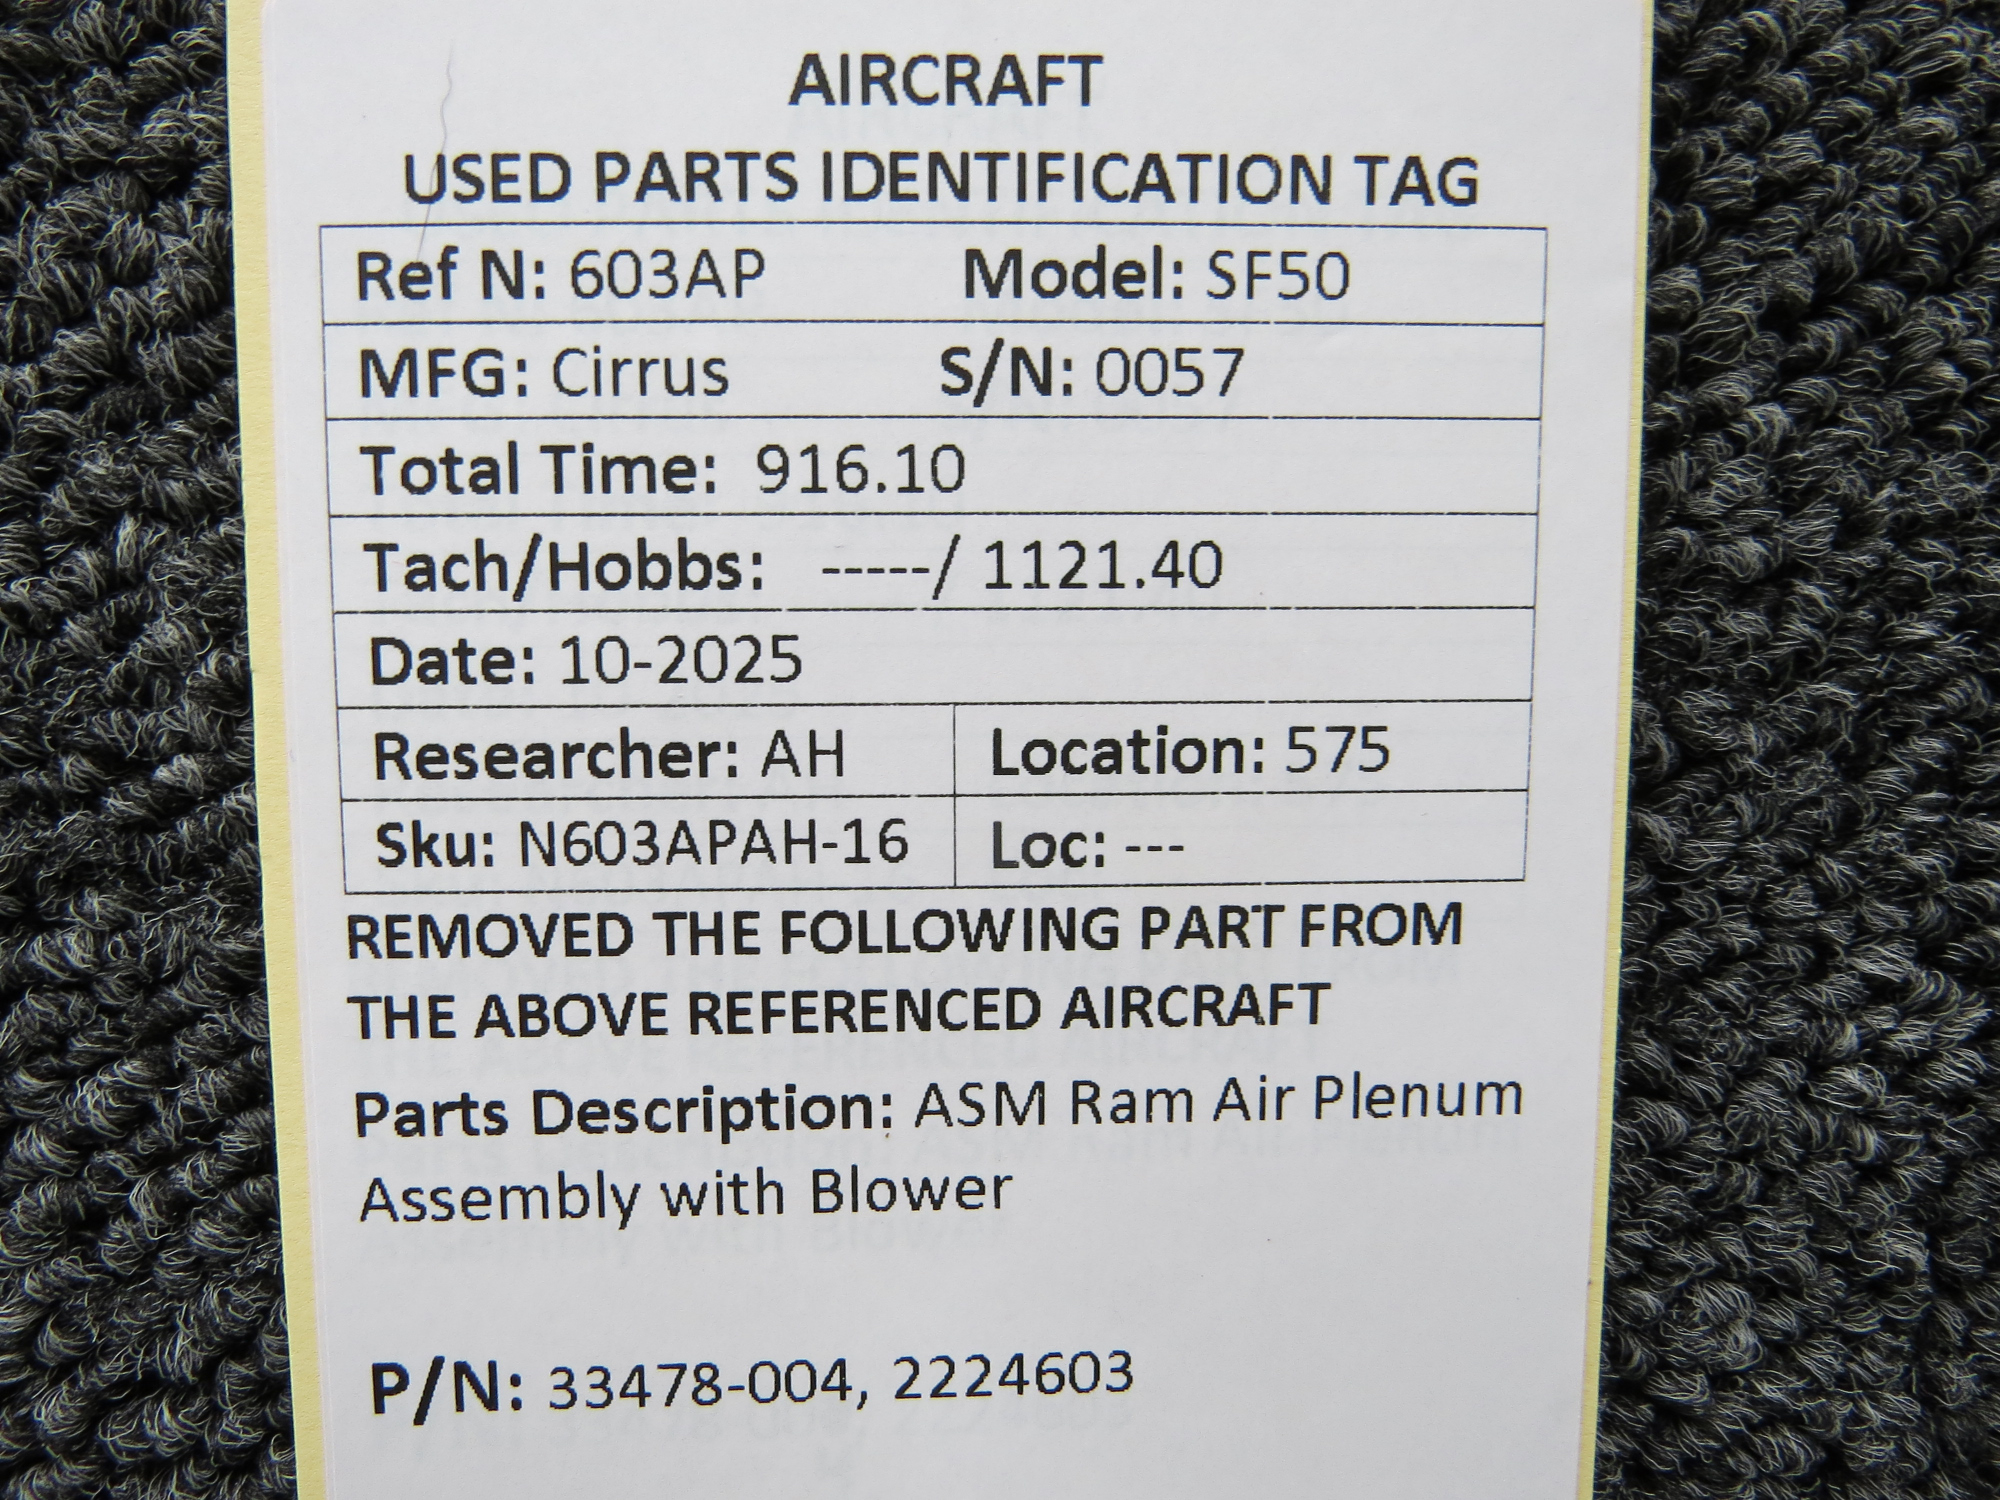 AIRCRAFT
USED PARTS IDENTIFICATION TAG
Ref N: 603AP Model: SF50
MFG: Cirrus S/N: 0057
Total Time: 916.10
Tach/Hobbs: -----/ 1121.40
Date: 10-2025
Researcher: AH Location: 575
Sku: N603APAH-16 Loc: ---
REMOVED THE FOLLOWING PART FROM
THE ABOVE REFERENCED AIRCRAFT
Parts Description: ASM Ram Air Plenum
Assembly with Blower
P/N: 33478-004, 2224603